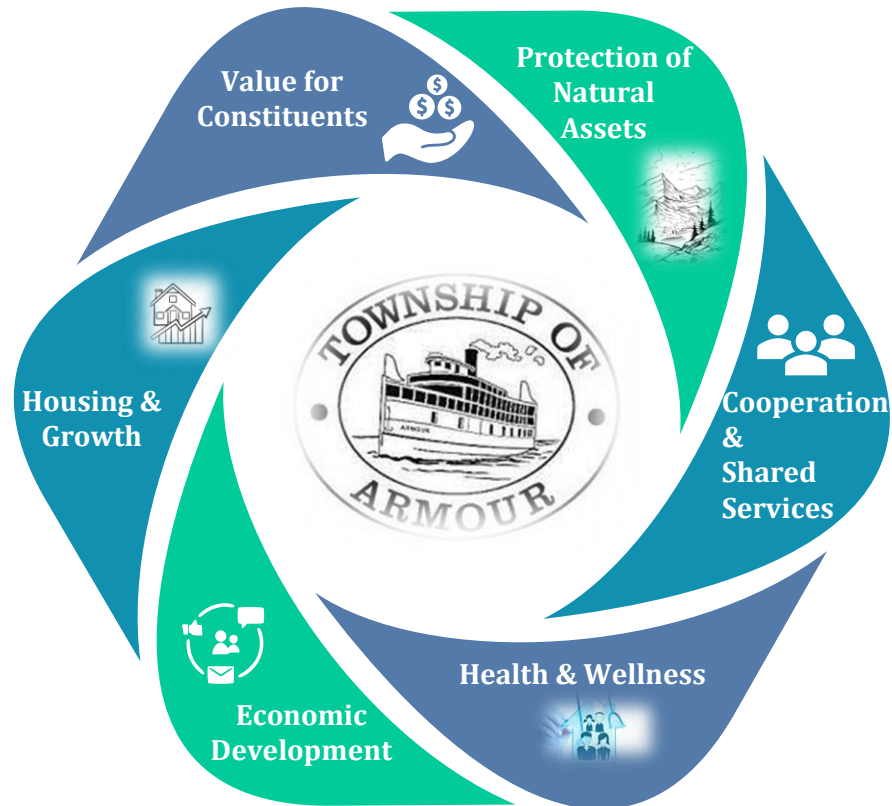 Value for
Constituents
Protection of
Natural
Assets
Cooperation
&
Shared
Services
Health & Wellness
Economic
Development
Housing &
Growth
TOWNSHIP OF
ARMOUR
ARMOUR
$
$
$